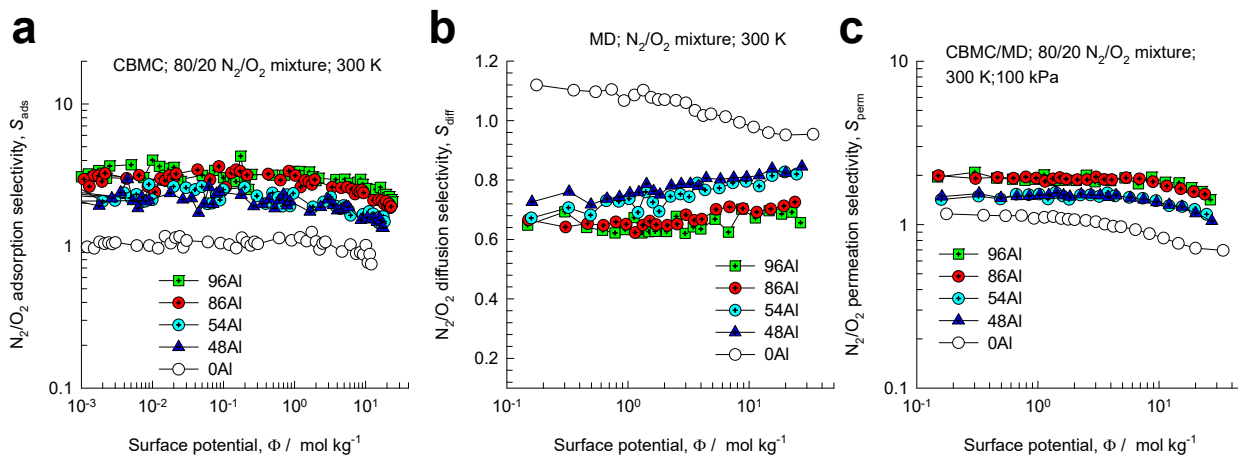 a
CBMC; 80/20 N₂/O₂ mixture; 300 K
N₂/O₂ adsorption selectivity, S_ads
10
1
0.1
96Al
86Al
54Al
48Al
0Al
10⁻³ 10⁻² 10⁻¹ 10⁰ 10¹
Surface potential, Φ / mol kg⁻¹
b
MD; N₂/O₂ mixture; 300 K
N₂/O₂ diffusion selectivity, S_diff
1.2
1.0
0.8
0.6
0.4
0.2
96Al
86Al
54Al
48Al
0Al
10⁻¹ 10⁰ 10¹
Surface potential, Φ / mol kg⁻¹
c
CBMC/MD; 80/20 N₂/O₂ mixture;
300 K;100 kPa
N₂/O₂ permeation selectivity, S_perm
10
1
0.1
96Al
86Al
54Al
48Al
0Al
10⁻¹ 10⁰ 10¹
Surface potential, Φ / mol kg⁻¹